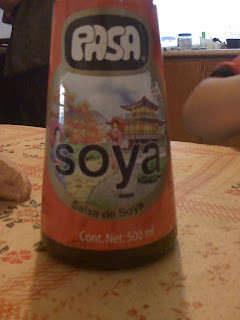 PASA
soya
Salsa de Soya
Cont. Net. 500 ml